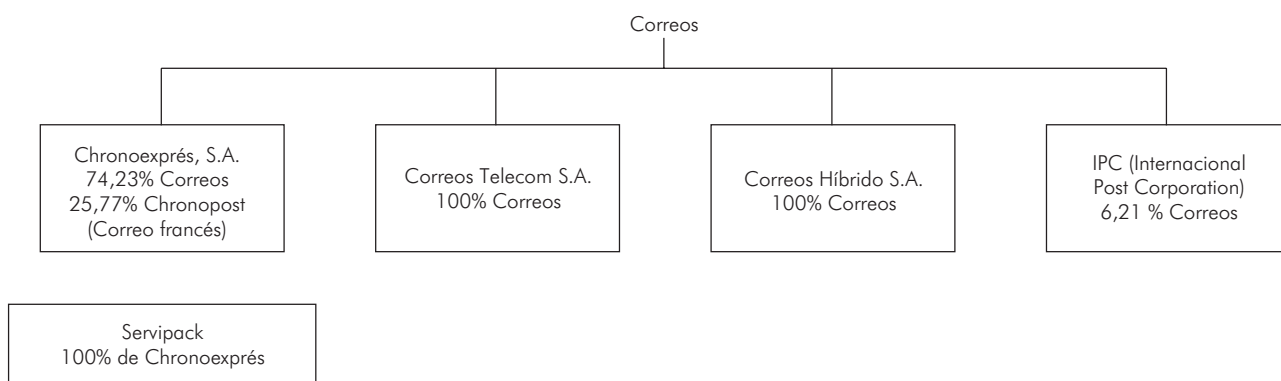 Correos
Chronoexprés, S.A.
74,23% Correos
25,77% Chronopost
(Correo francés)
Correos Telecom S.A.
100% Correos
Correos Híbrido S.A.
100% Correos
IPC (Internacional
Post Corporation)
6,21 % Correos
Servipack
100% de Chronoexprés